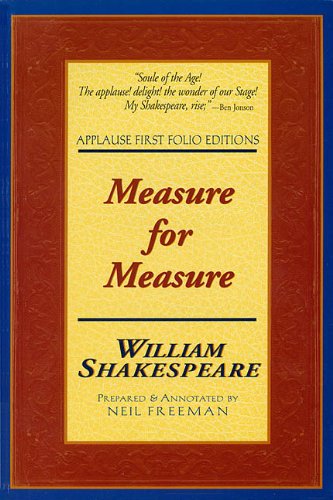 “Soule of the Age!
The applause! delight! the wonder of our Stage!
My Shakespeare, rise;” —Ben Jonson
APPLAUSE FIRST FOLIO EDITIONS
Measure
for
Measure
WILLIAM
SHAKESPEARE
PREPARED & ANNOTATED BY
NEIL FREEMAN